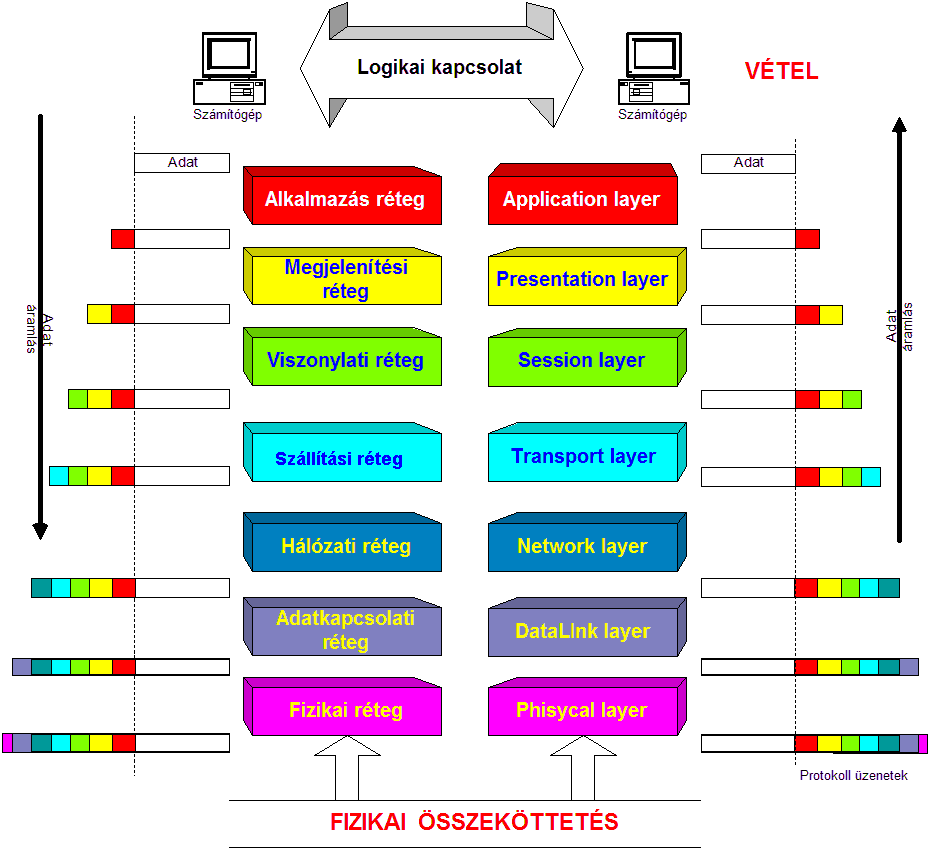 Logikai kapcsolat
VÉTEL
Számítógép
Számítógép
Adat
Adat
Alkalmazás réteg
Application layer
Megjelenítési
réteg
Presentation layer
Adat
áramlás
Adat
áramlás
Viszonylati réteg
Session layer
Szállítási réteg
Transport layer
Hálózati réteg
Network layer
Adatkapcsolati
réteg
DataLInk layer
Fizikai réteg
Phisycal layer
Protokoll üzenetek
FIZIKAI ÖSSZEKÖTTETÉS